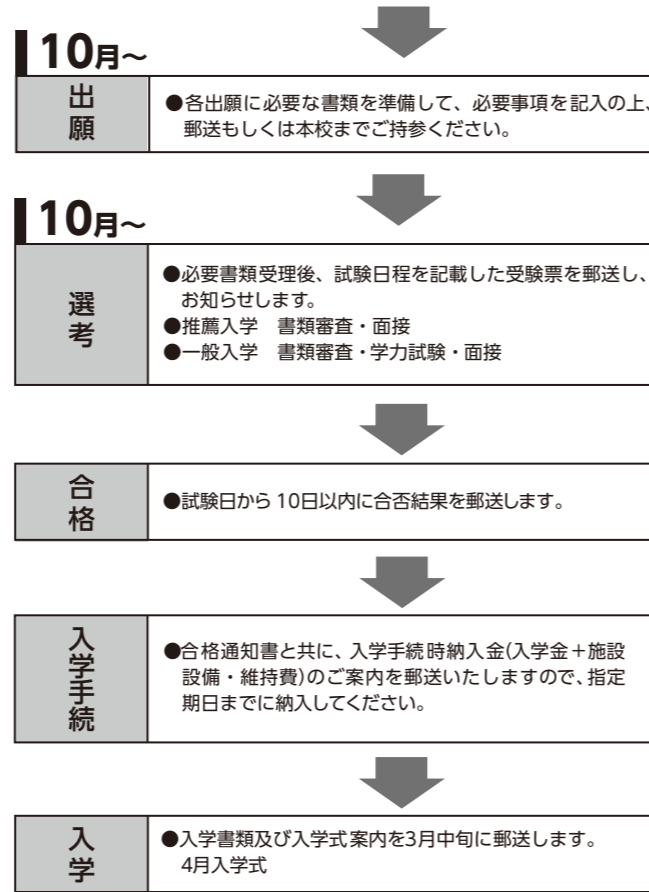 10月～
出願
●各出願に必要な書類を準備して、必要事項を記入の上、
郵送もしくは本校までご持参ください。
10月～
選考
●必要書類受理後、試験日程を記載した受験票を郵送し、
お知らせします。
●推薦入学　書類審査・面接
●一般入学　書類審査・学力試験・面接
合格
●試験日から 10日以内に合否結果を郵送します。
入学手続
●合格通知書と共に、入学手続時納入金(入学金＋施設
設備・維持費)のご案内を郵送いたしますので、指定
期日までに納入してください。
入学
●入学書類及び入学式案内を3月中旬に郵送します。
4月入学式